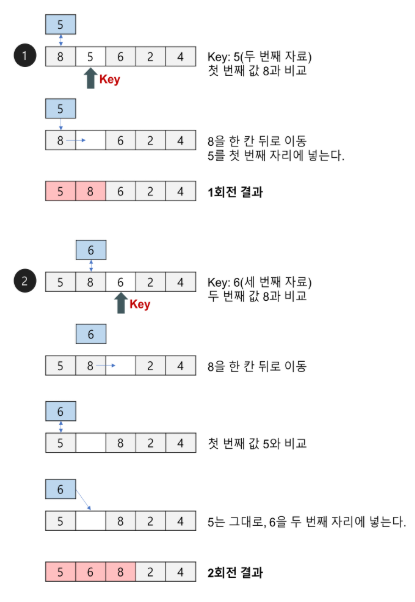 5
1
8 5 6 2 4
Key: 5(두 번째 자료)
첫 번째 값 8과 비교
Key
5
8 6 2 4
8을 한 칸 뒤로 이동
5를 첫 번째 자리에 넣는다.
5 8 6 2 4
1회전 결과
6
2
5 8 6 2 4
Key: 6(세 번째 자료)
두 번째 값 8과 비교
Key
6
5 8 2 4
8을 한 칸 뒤로 이동
6
5 8 2 4
첫 번째 값 5와 비교
6
5 8 2 4
5는 그대로, 6을 두 번째 자리에 넣는다.
5 6 8 2 4
2회전 결과